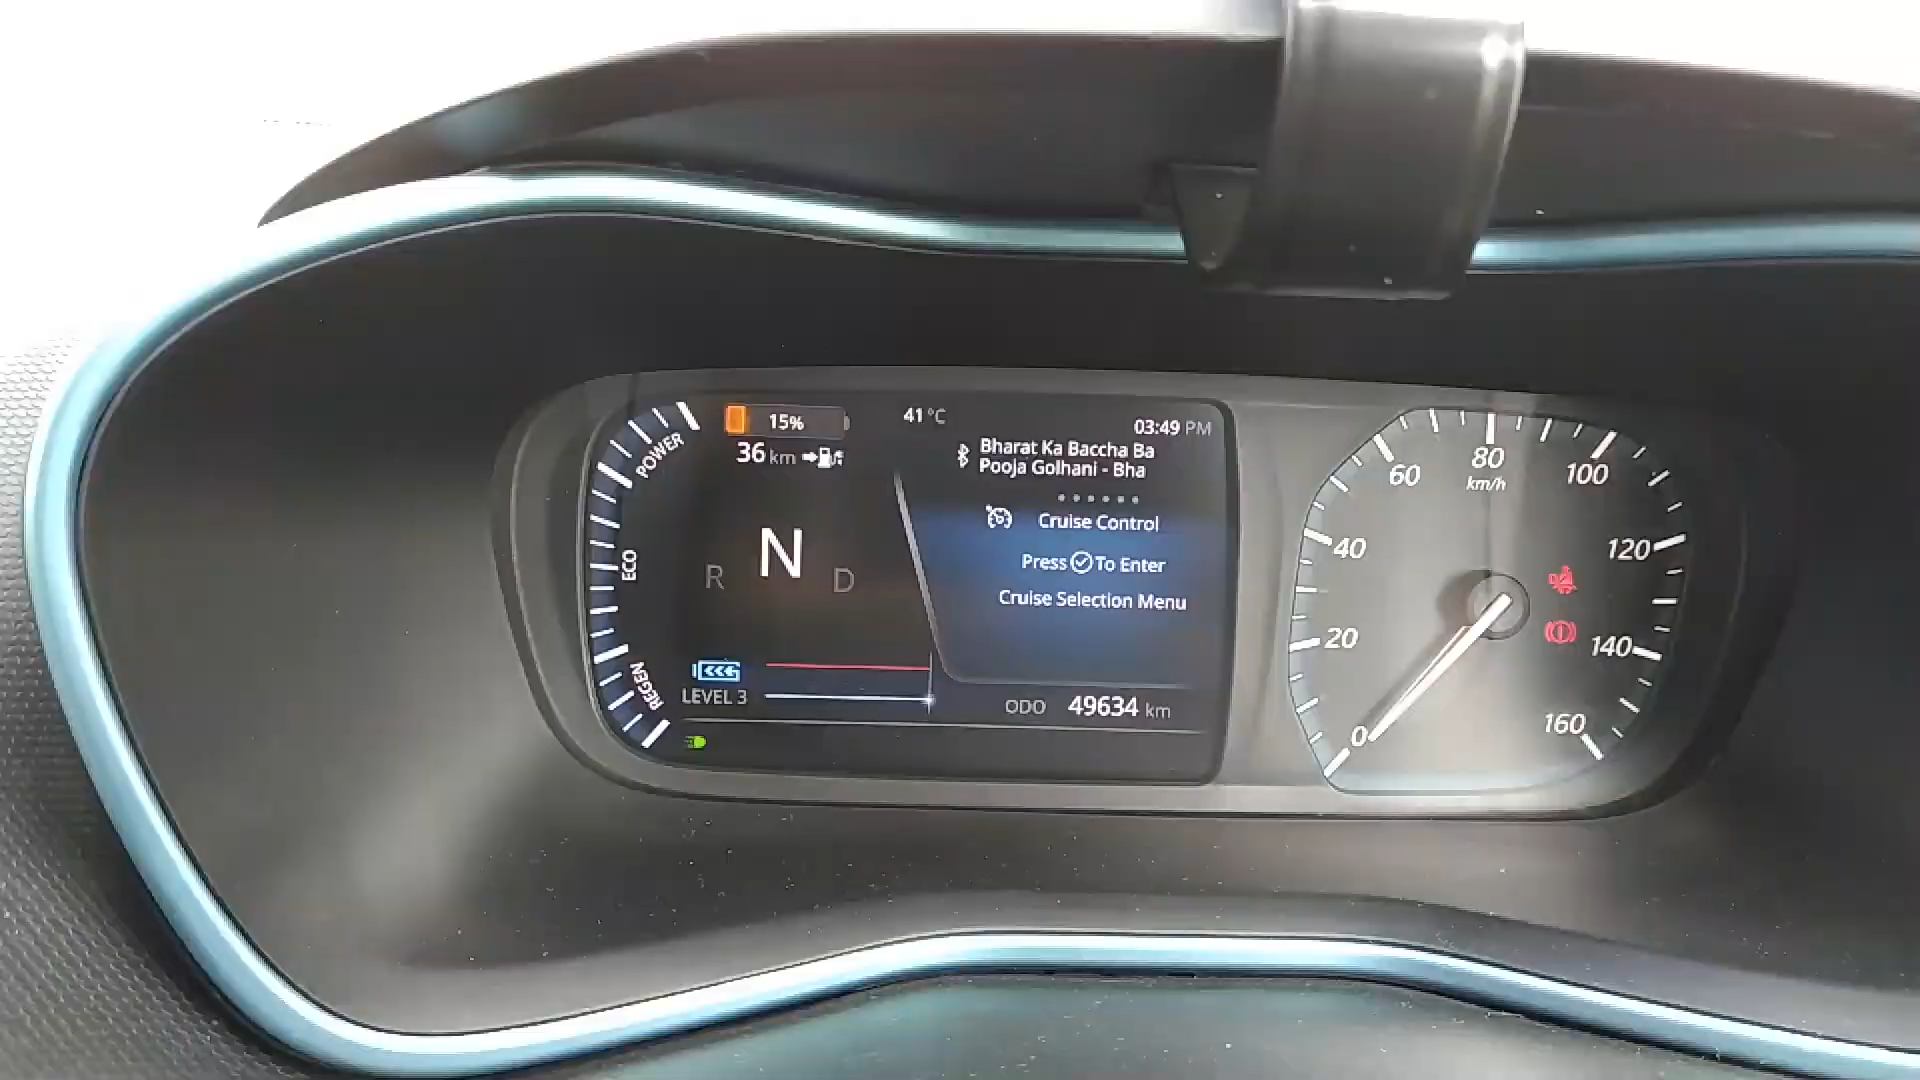 15%
36 km
41 °C
03:49 PM
Bharat Ka Baccha Ba
Pooja Golhani - Bha
Cruise Control
Press To Enter
Cruise Selection Menu
POWER
ECO
REGEN
R N D
LEVEL 3
ODO 49634 km
0
20
40
60
80
km/h
100
120
140
160